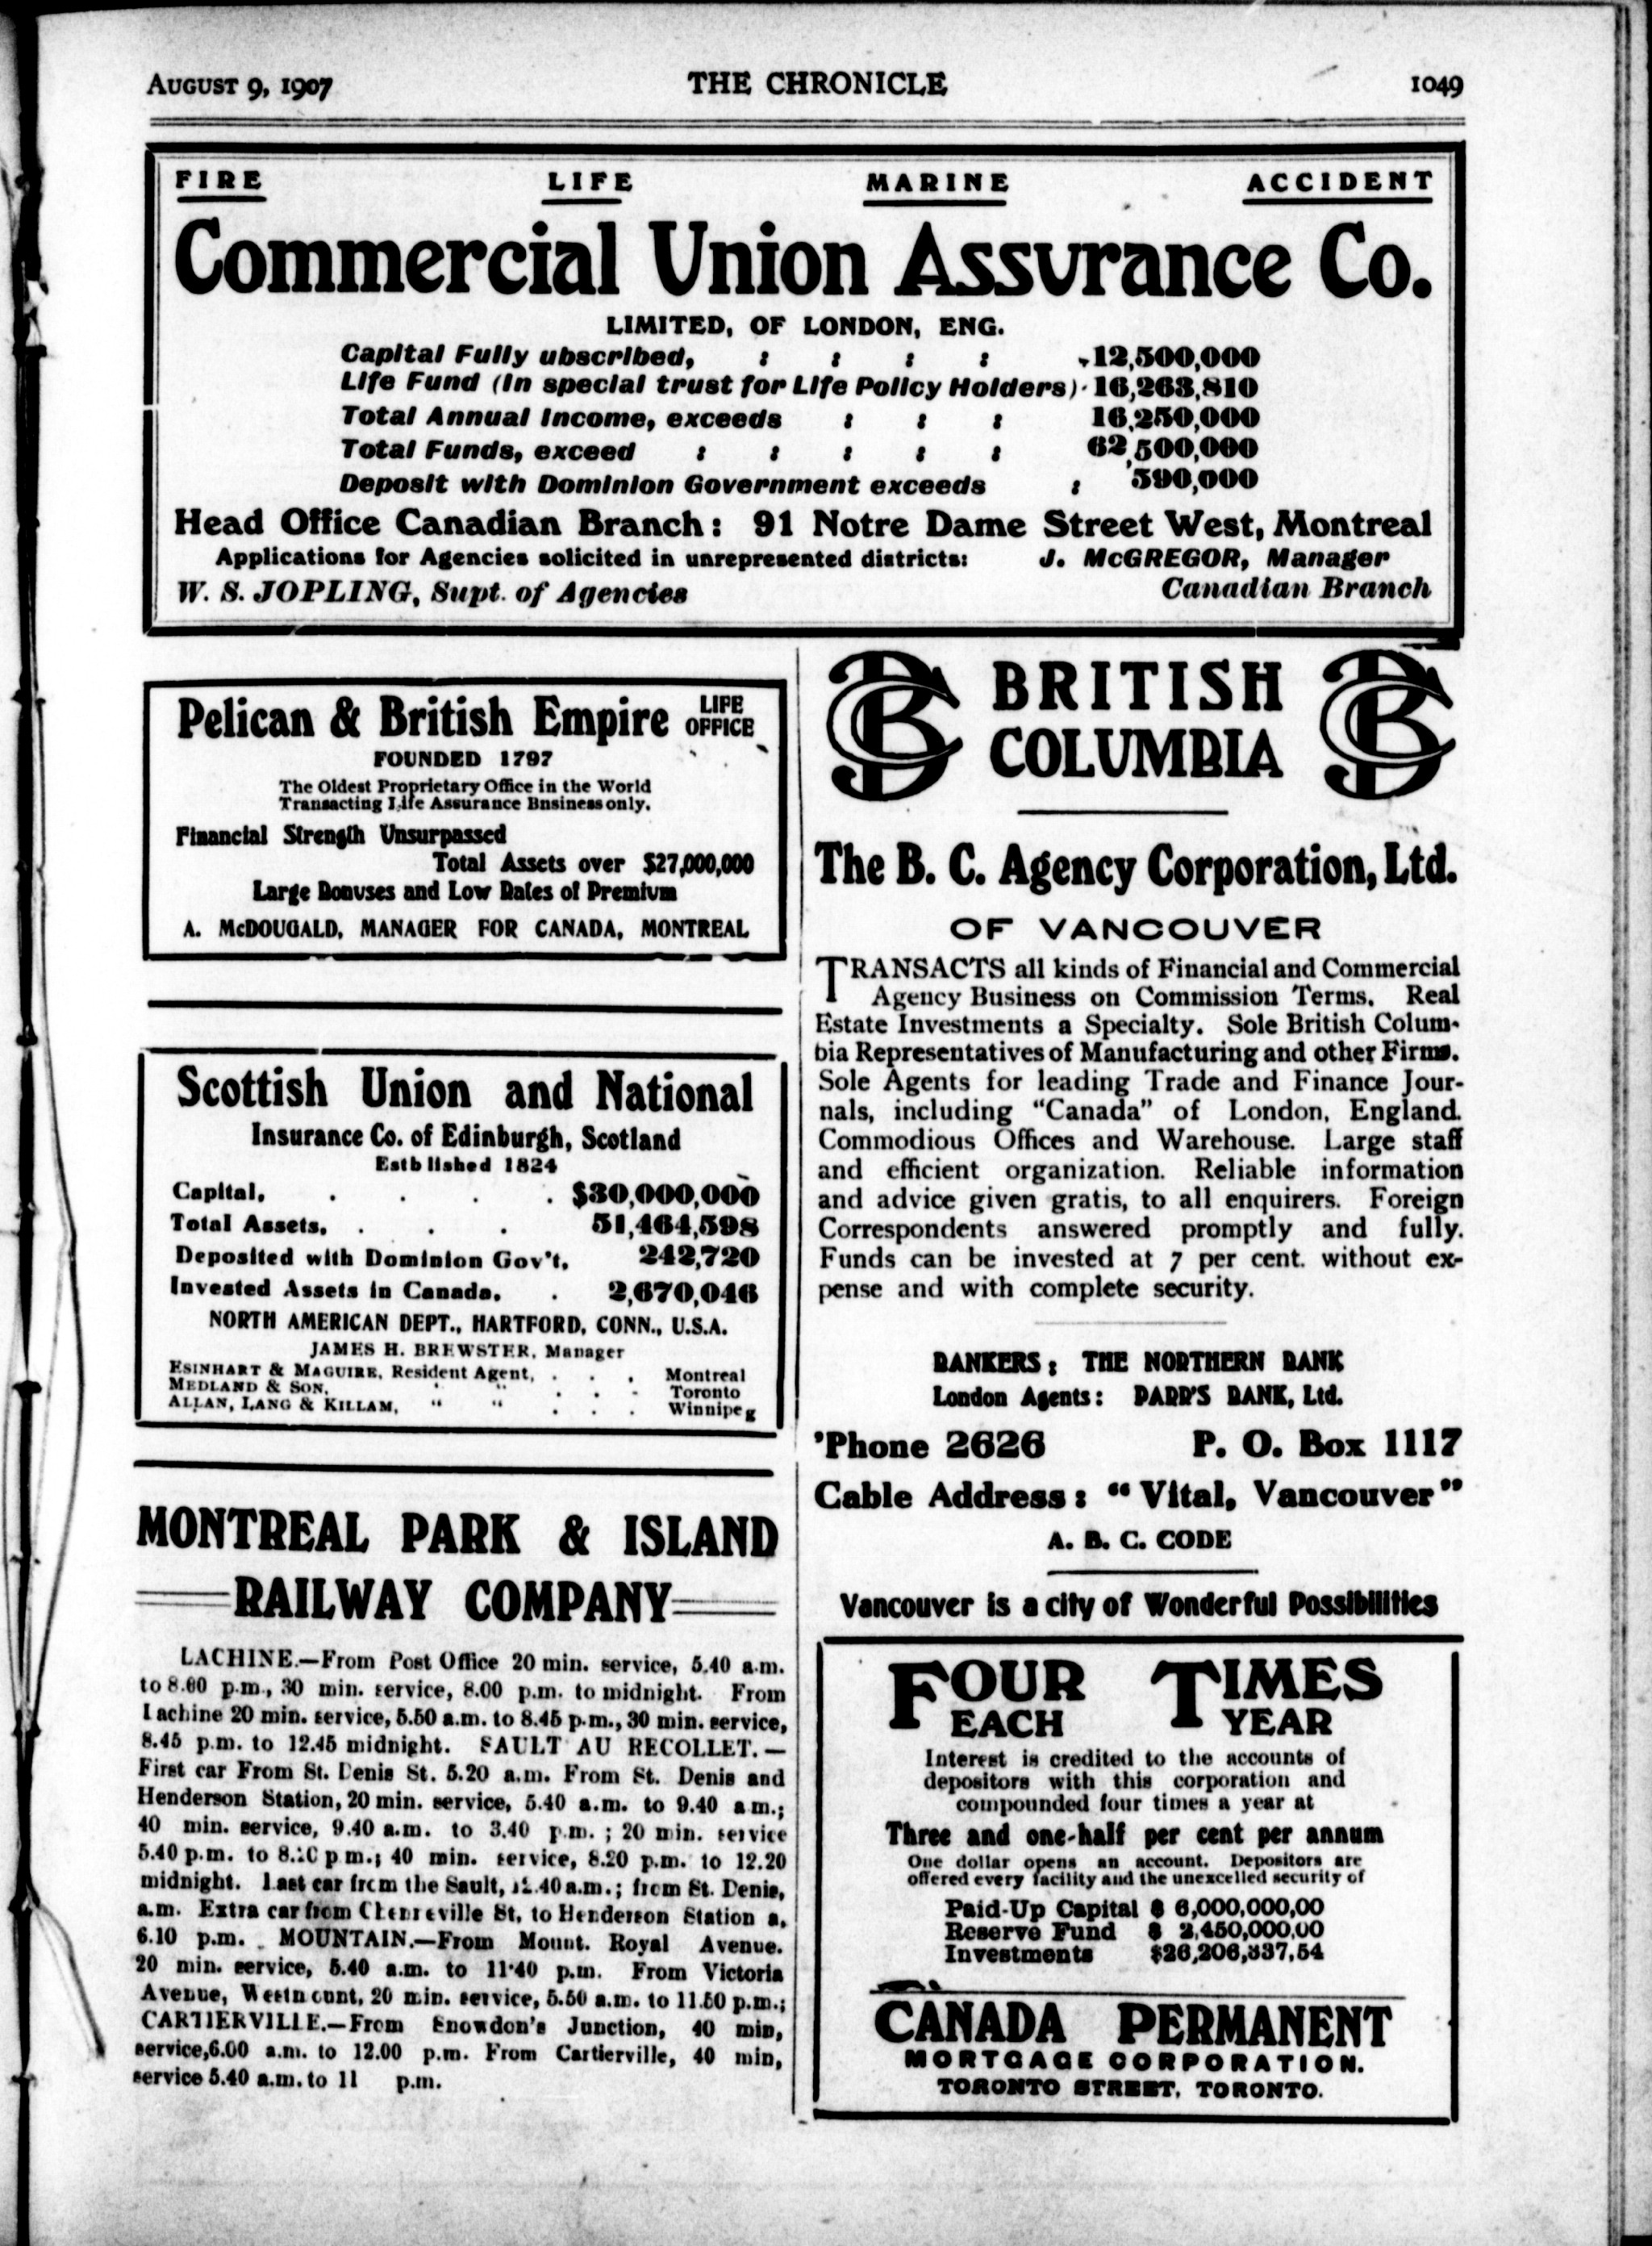 AUGUST 9, 1907 THE CHRONICLE 1049
FIRE LIFE MARINE ACCIDENT
Commercial Union Assurance Co.
LIMITED, OF LONDON, ENG.
Capital Fully ubscribed, : : : : 12,500,000
Life Fund (In special trust for Life Policy Holders) 16,263,810
Total Annual Income, exceeds : : : 16,250,000
Total Funds, exceed : : : : : 62,500,000
Deposit with Dominion Government exceeds : 590,000
Head Office Canadian Branch: 91 Notre Dame Street West, Montreal
Applications for Agencies solicited in unrepresented districts: J. McGREGOR, Manager
W. S. JOPLING, Supt. of Agencies Canadian Branch
Pelican & British Empire LIFE OFFICE
FOUNDED 1797
The Oldest Proprietary Office in the World
Transacting Life Assurance Bnsiness only.
Financial Strength Unsurpassed
Total Assets over $27,000,000
Large Bonuses and Low Rates of Premium
A. McDOUGALD, MANAGER FOR CANADA, MONTREAL
Scottish Union and National
Insurance Co. of Edinburgh, Scotland
Estb lished 1824
Capital, . . . . $30,000,000
Total Assets, . . . 51,464,598
Deposited with Dominion Gov't, 242,720
Invested Assets in Canada, . 2,670,046
NORTH AMERICAN DEPT., HARTFORD, CONN., U.S.A.
JAMES H. BREWSTER, Manager
ESINHART & MAGUIRE, Resident Agent, . . . Montreal
MEDLAND & SON, " " . . . Toronto
ALLAN, LANG & KILLAM, " " . . . Winnipeg
MONTREAL PARK & ISLAND
RAILWAY COMPANY
LACHINE.—From Post Office 20 min. service, 5.40 a.m.
to 8.00 p.m., 30 min. service, 8.00 p.m. to midnight. From
Lachine 20 min. service, 5.50 a.m. to 8.45 p.m., 30 min. service,
8.45 p.m. to 12.45 midnight. SAULT AU RECOLLET.—
First car From St. Denis St. 5.20 a.m. From St. Denis and
Henderson Station, 20 min. service, 5.40 a.m. to 9.40 a m.;
40 min. service, 9.40 a.m. to 3.40 p.m. ; 20 min. service
5.40 p.m. to p.m.; 40 min. service, 8.20 p.m. to 12.20
midnight. Last car from the Sault, a.m.; from St. Denis,
a.m. Extra car from Chenneville St, to Henderson Station a,
6.10 p.m. MOUNTAIN.—From Mount. Royal Avenue.
20 min. service, 5.40 a.m. to 11·40 p.m. From Victoria
Avenue, Westmount, 20 min. service, 5.50 a.m. to 11.50 p.m.;
CARTIERVILLE.—From Snowdon's Junction, 40 min,
service,6.00 a.m. to 12.00 p.m. From Cartierville, 40 min,
service 5.40 a.m. to 11 p.m.
BC BRITISH BC
COLUMBIA
The B. C. Agency Corporation, Ltd.
OF VANCOUVER
TRANSACTS all kinds of Financial and Commercial
Agency Business on Commission Terms. Real
Estate Investments a Specialty. Sole British Colum-
bia Representatives of Manufacturing and other Firms.
Sole Agents for leading Trade and Finance Jour-
nals, including "Canada" of London, England.
Commodious Offices and Warehouse. Large staff
and efficient organization. Reliable information
and advice given gratis, to all enquirers. Foreign
Correspondents answered promptly and fully.
Funds can be invested at 7 per cent. without ex-
pense and with complete security.
BANKERS: THE NORTHERN BANK
London Agents: PARR'S BANK, Ltd.
'Phone 2626 P. O. Box 1117
Cable Address: "Vital, Vancouver"
A. B. C. CODE
Vancouver is a city of Wonderful Possibilities
FOUR TIMES
EACH YEAR
Interest is credited to the accounts of
depositors with this corporation and
compounded four times a year at
Three and one-half per cent per annum
One dollar opens an account. Depositors are
offered every facility and the unexcelled security of
Paid-Up Capital $ 6,000,000,00
Reserve Fund $ 2,450,000,00
Investments $26,206,337,54
CANADA PERMANENT
MORTGAGE CORPORATION.
TORONTO STREET, TORONTO.